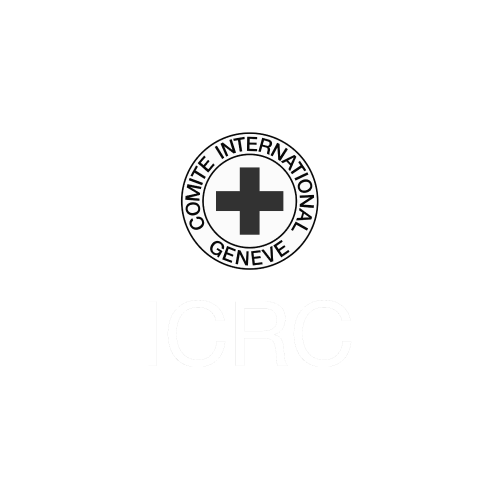 COMITE INTERNATIONAL
GENEVE
ICRC